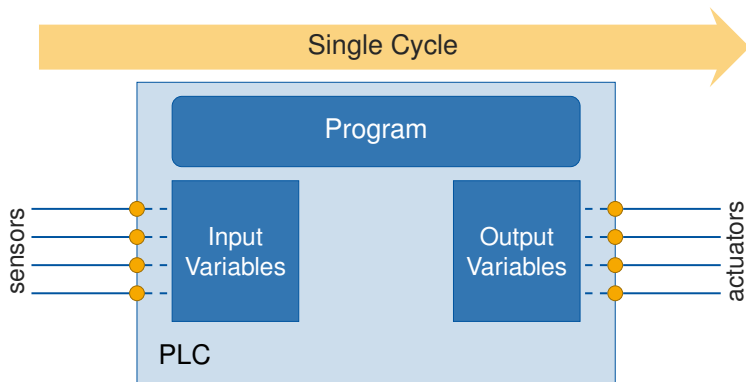 Single Cycle
Program
sensors
Input
Variables
Output
Variables
actuators
PLC